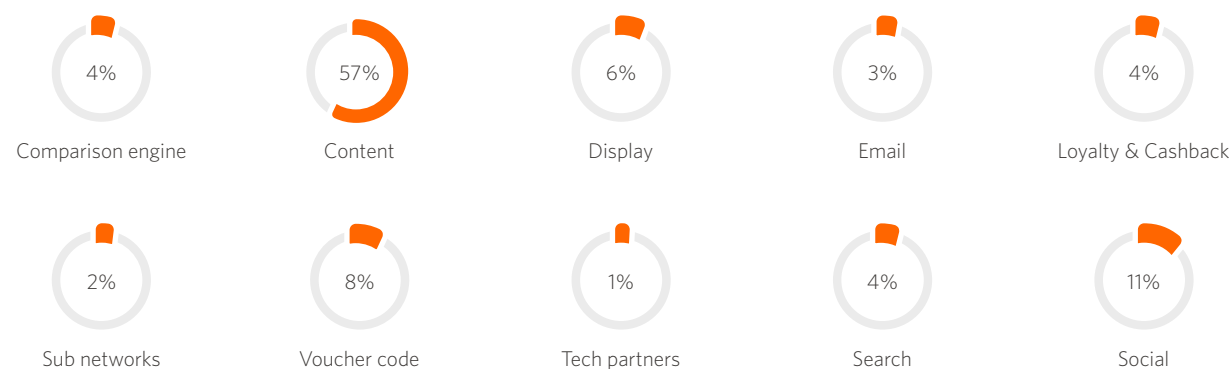 4%
57%
6%
3%
4%
Comparison engine
Content
Display
Email
Loyalty & Cashback
2%
8%
1%
4%
11%
Sub networks
Voucher code
Tech partners
Search
Social